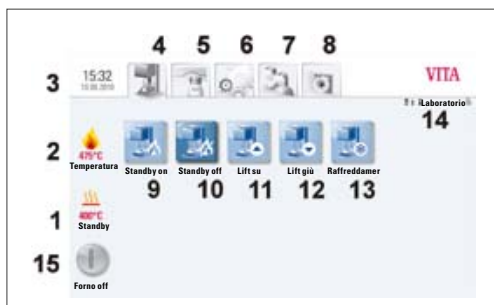 4 5 6 7 8
3 15:32 VITA
Laboratorio
14
2 475°C
Temperatura Standby on Standby off Lift su Lift giù Raffreddamer
9 10 11 12 13
1 400°C
Standby
15
Forno off